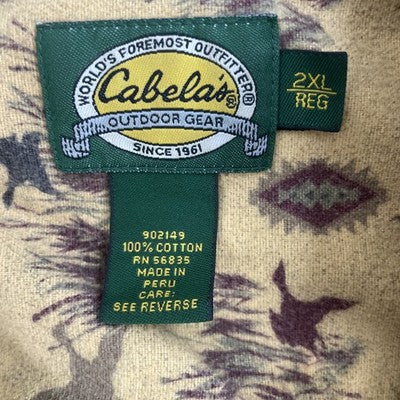 WORLD'S FOREMOST OUTFITTER®
Cabela's®
OUTDOOR GEAR
SINCE 1961
2XL
REG
902149
100% COTTON
RN 56835
MADE IN
PERU
CARE:
SEE REVERSE